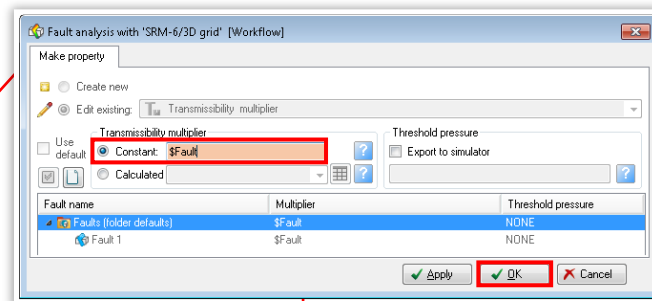 Fault analysis with 'SRM-6/3D grid' [Workflow]
Make property
Create new
Edit existing: Transmissibility multiplier
Use default
Transmissibility multiplier
Constant: $Fault
Calculated
Threshold pressure
Export to simulator
Fault name Multiplier Threshold pressure
Faults (folder defaults) $Fault NONE
Fault 1 $Fault NONE
Apply OK Cancel